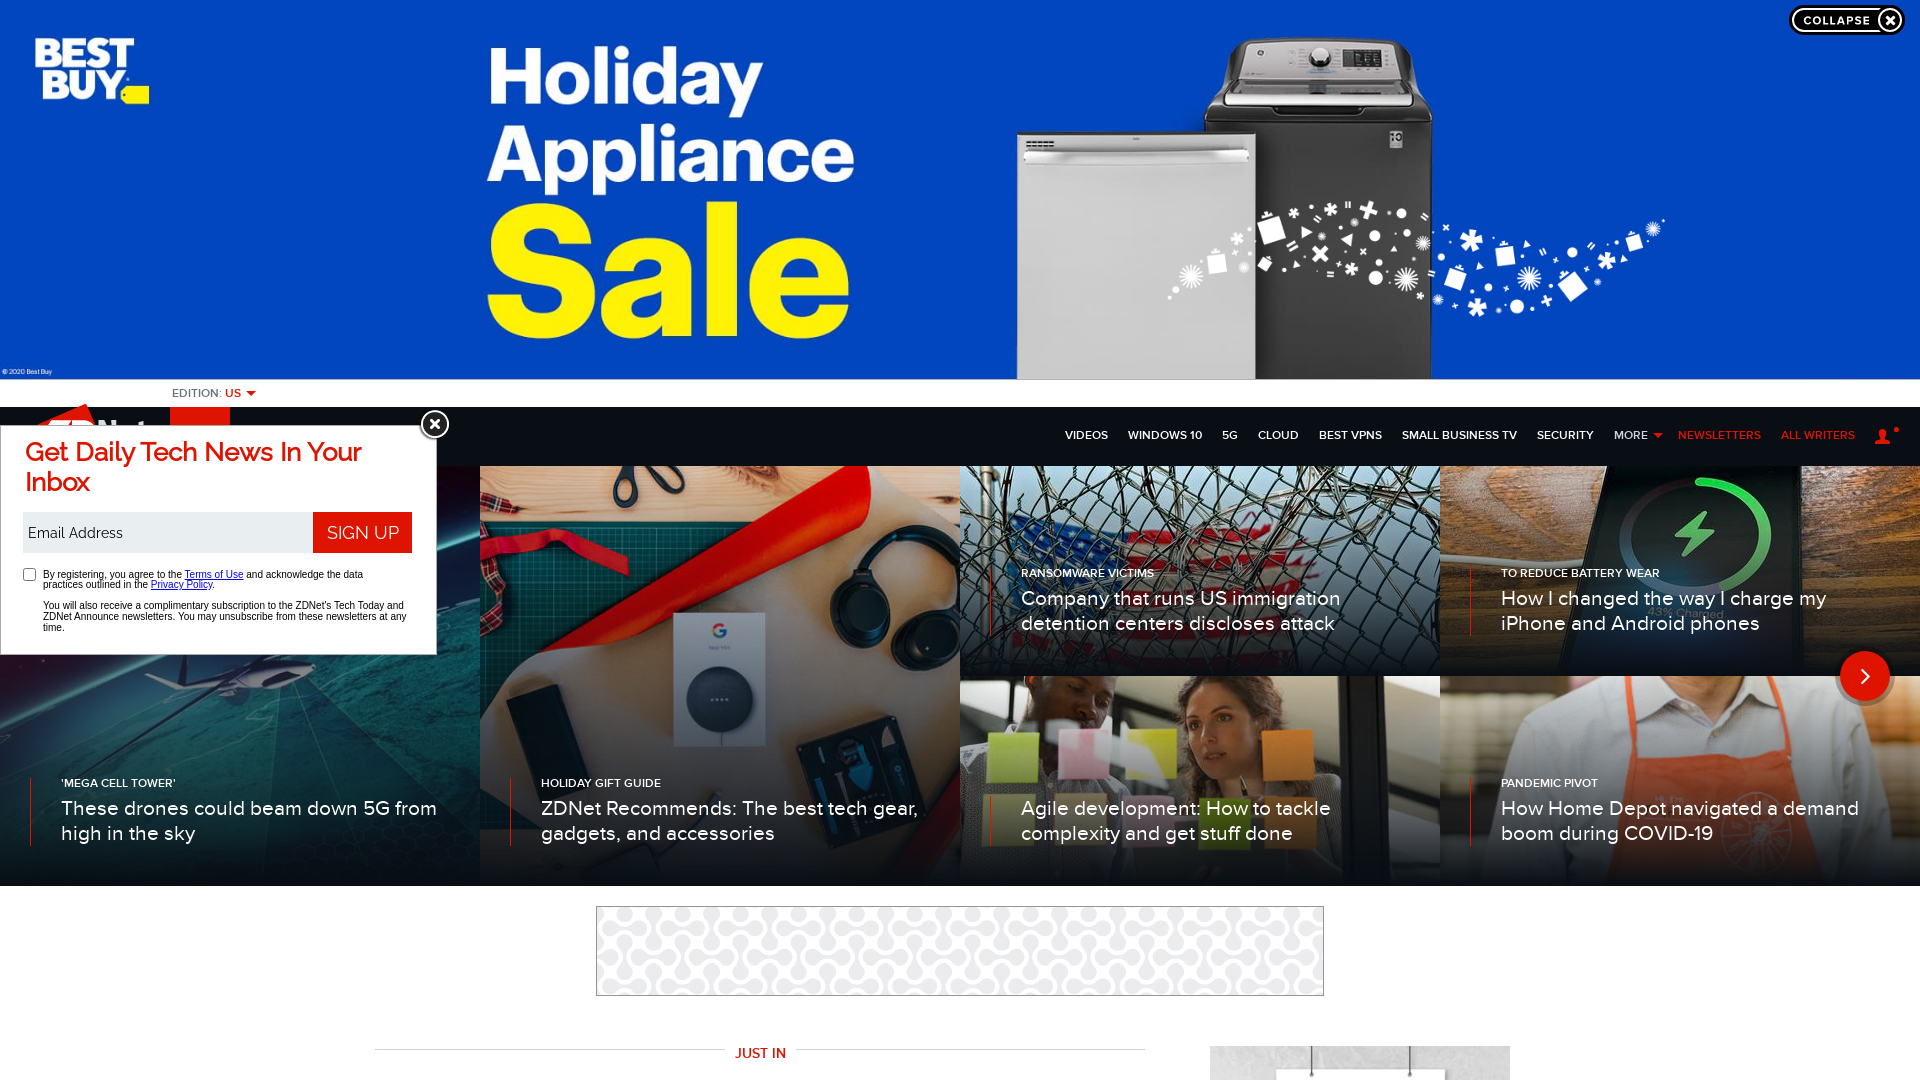 COLLAPSE
BEST
BUY
Holiday
Appliance
Sale
© 2020 Best Buy
EDITION: US
VIDEOS WINDOWS 10 5G CLOUD BEST VPNS SMALL BUSINESS TV SECURITY MORE NEWSLETTERS ALL WRITERS
Get Daily Tech News In Your
Inbox
Email Address SIGN UP
By registering, you agree to the Terms of Use and acknowledge the data
practices outlined in the Privacy Policy.
You will also receive a complimentary subscription to the ZDNet's Tech Today and
ZDNet Announce newsletters. You may unsubscribe from these newsletters at any
time.
RANSOMWARE VICTIMS
Company that runs US immigration
detention centers discloses attack
TO REDUCE BATTERY WEAR
How I changed the way I charge my
iPhone and Android phones
43% Charged
'MEGA CELL TOWER'
These drones could beam down 5G from
high in the sky
HOLIDAY GIFT GUIDE
ZDNet Recommends: The best tech gear,
gadgets, and accessories
Agile development: How to tackle
complexity and get stuff done
PANDEMIC PIVOT
How Home Depot navigated a demand
boom during COVID-19
JUST IN